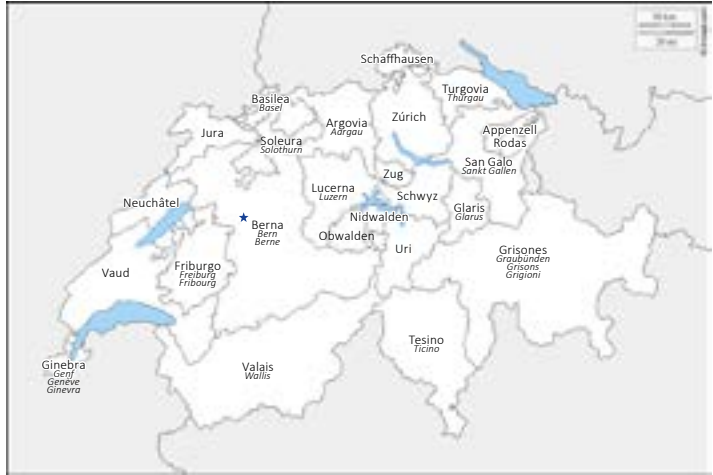 Schaffhausen
Turgovia
Thurgau
Basilea
Basel
Zúrich
Argovia
Aargau
Jura
Soleura
Solothurn
Appenzell
Rodas
San Galo
Sankt Gallen
Zug
Lucerna
Luzern
Schwyz
Neuchâtel
Glaris
Glarus
Nidwalden
Berna
Bern
Berne
Obwalden
Uri
Grisones
Graubünden
Grisons
Grigioni
Friburgo
Freiburg
Fribourg
Vaud
Tesino
Ticino
Ginebra
Genf
Genève
Ginevra
Valais
Wallis